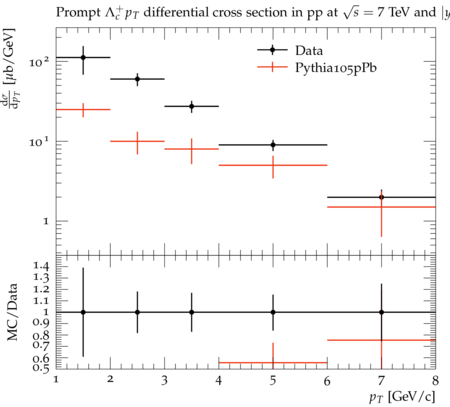 Prompt Λc+ pT differential cross section in pp at √s = 7 TeV and |y
dσ/dpT [μb/GeV]
Data
Pythia105pPb
10²
10¹
1
MC/Data
1.4
1.3
1.2
1.1
1
0.9
0.8
0.7
0.6
0.5
1 2 3 4 5 6 7 8
pT [GeV/c]